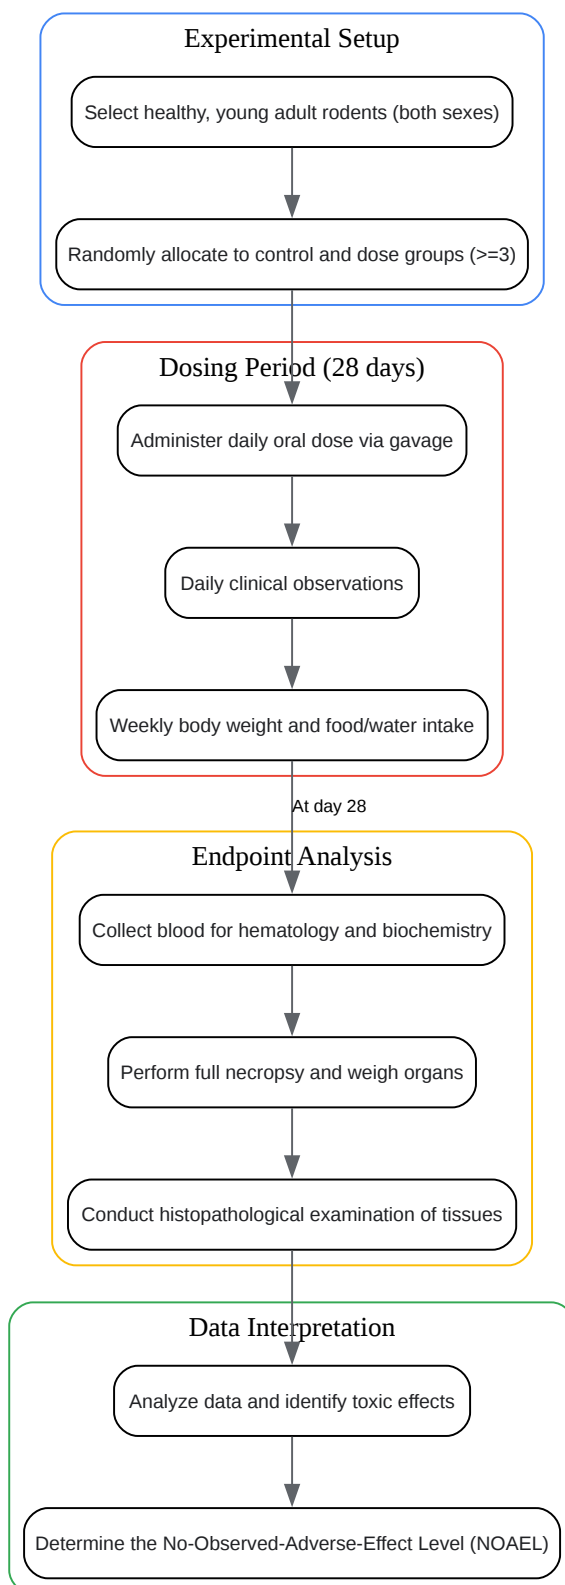 Experimental Setup
Select healthy, young adult rodents (both sexes)
Randomly allocate to control and dose groups (>=3)
Dosing Period (28 days)
Administer daily oral dose via gavage
Daily clinical observations
Weekly body weight and food/water intake
At day 28
Endpoint Analysis
Collect blood for hematology and biochemistry
Perform full necropsy and weigh organs
Conduct histopathological examination of tissues
Data Interpretation
Analyze data and identify toxic effects
Determine the No-Observed-Adverse-Effect Level (NOAEL)